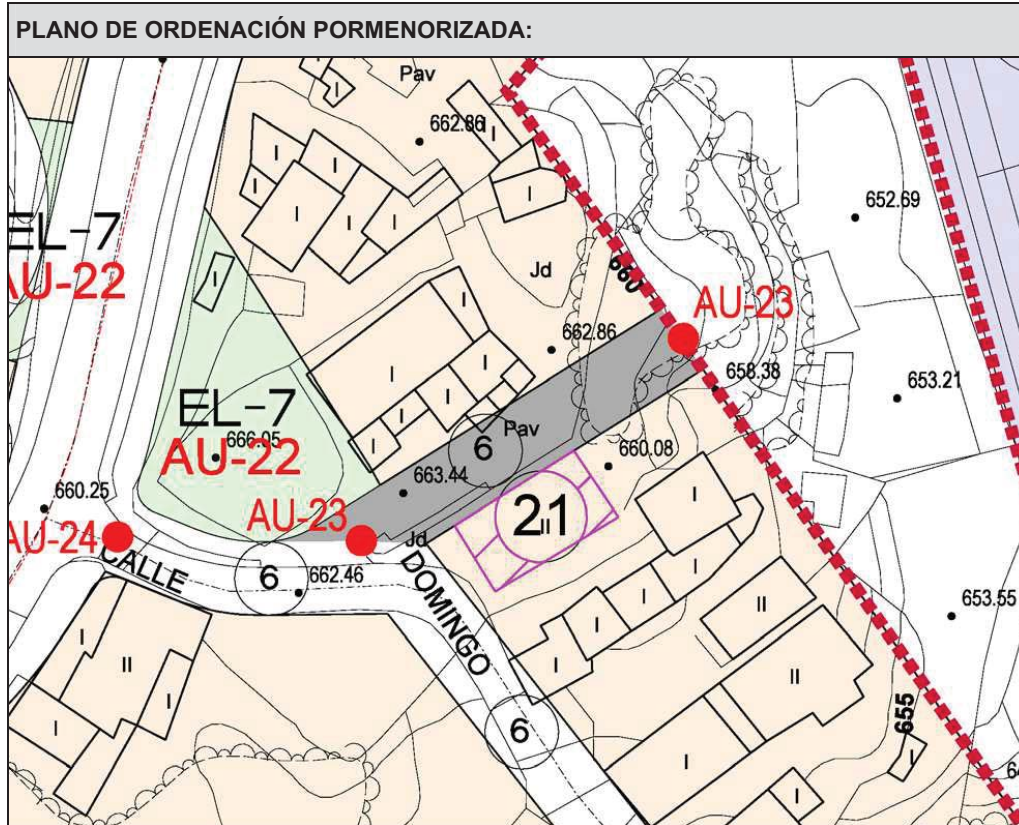 PLANO DE ORDENACIÓN PORMENORIZADA:
Pav
662.86
I
I
I
I
I
I
I
I
I
652.69
EL-7
AU-22
Jd
660
AU-23
I
I
662.86
658.38
653.21
I
I
I
I
I
EL-7
666.05
AU-22
6
Pav
660.08
663.44
660.25
AU-23
21
II
I
Jd
AU-24
CALLE
6
662.46
DOMINGO
I
653.55
I
II
I
I
I
II
I
II
6
655
I
I
I
I
I